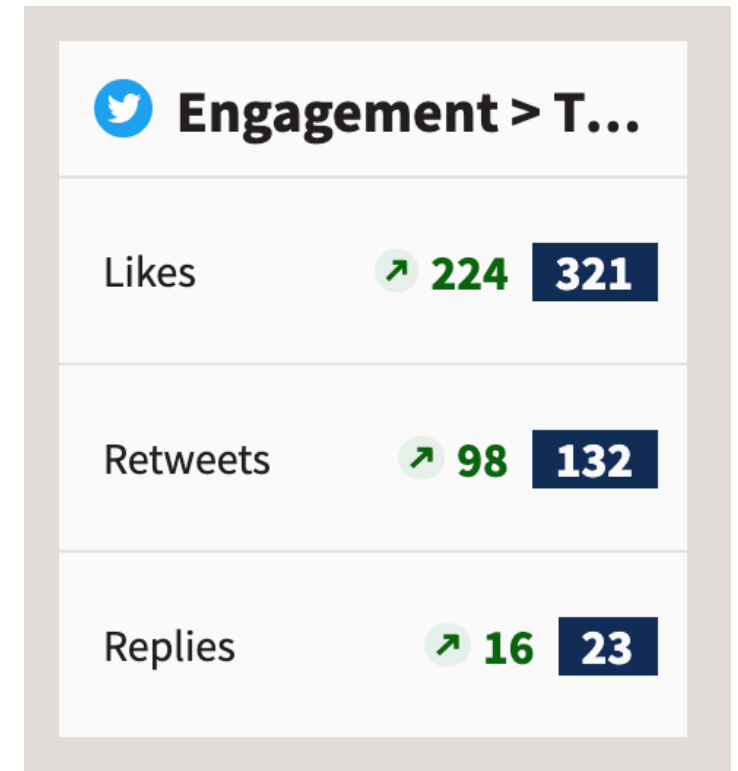 Engagement > T...
Likes 224 321
Retweets 98 132
Replies 16 23